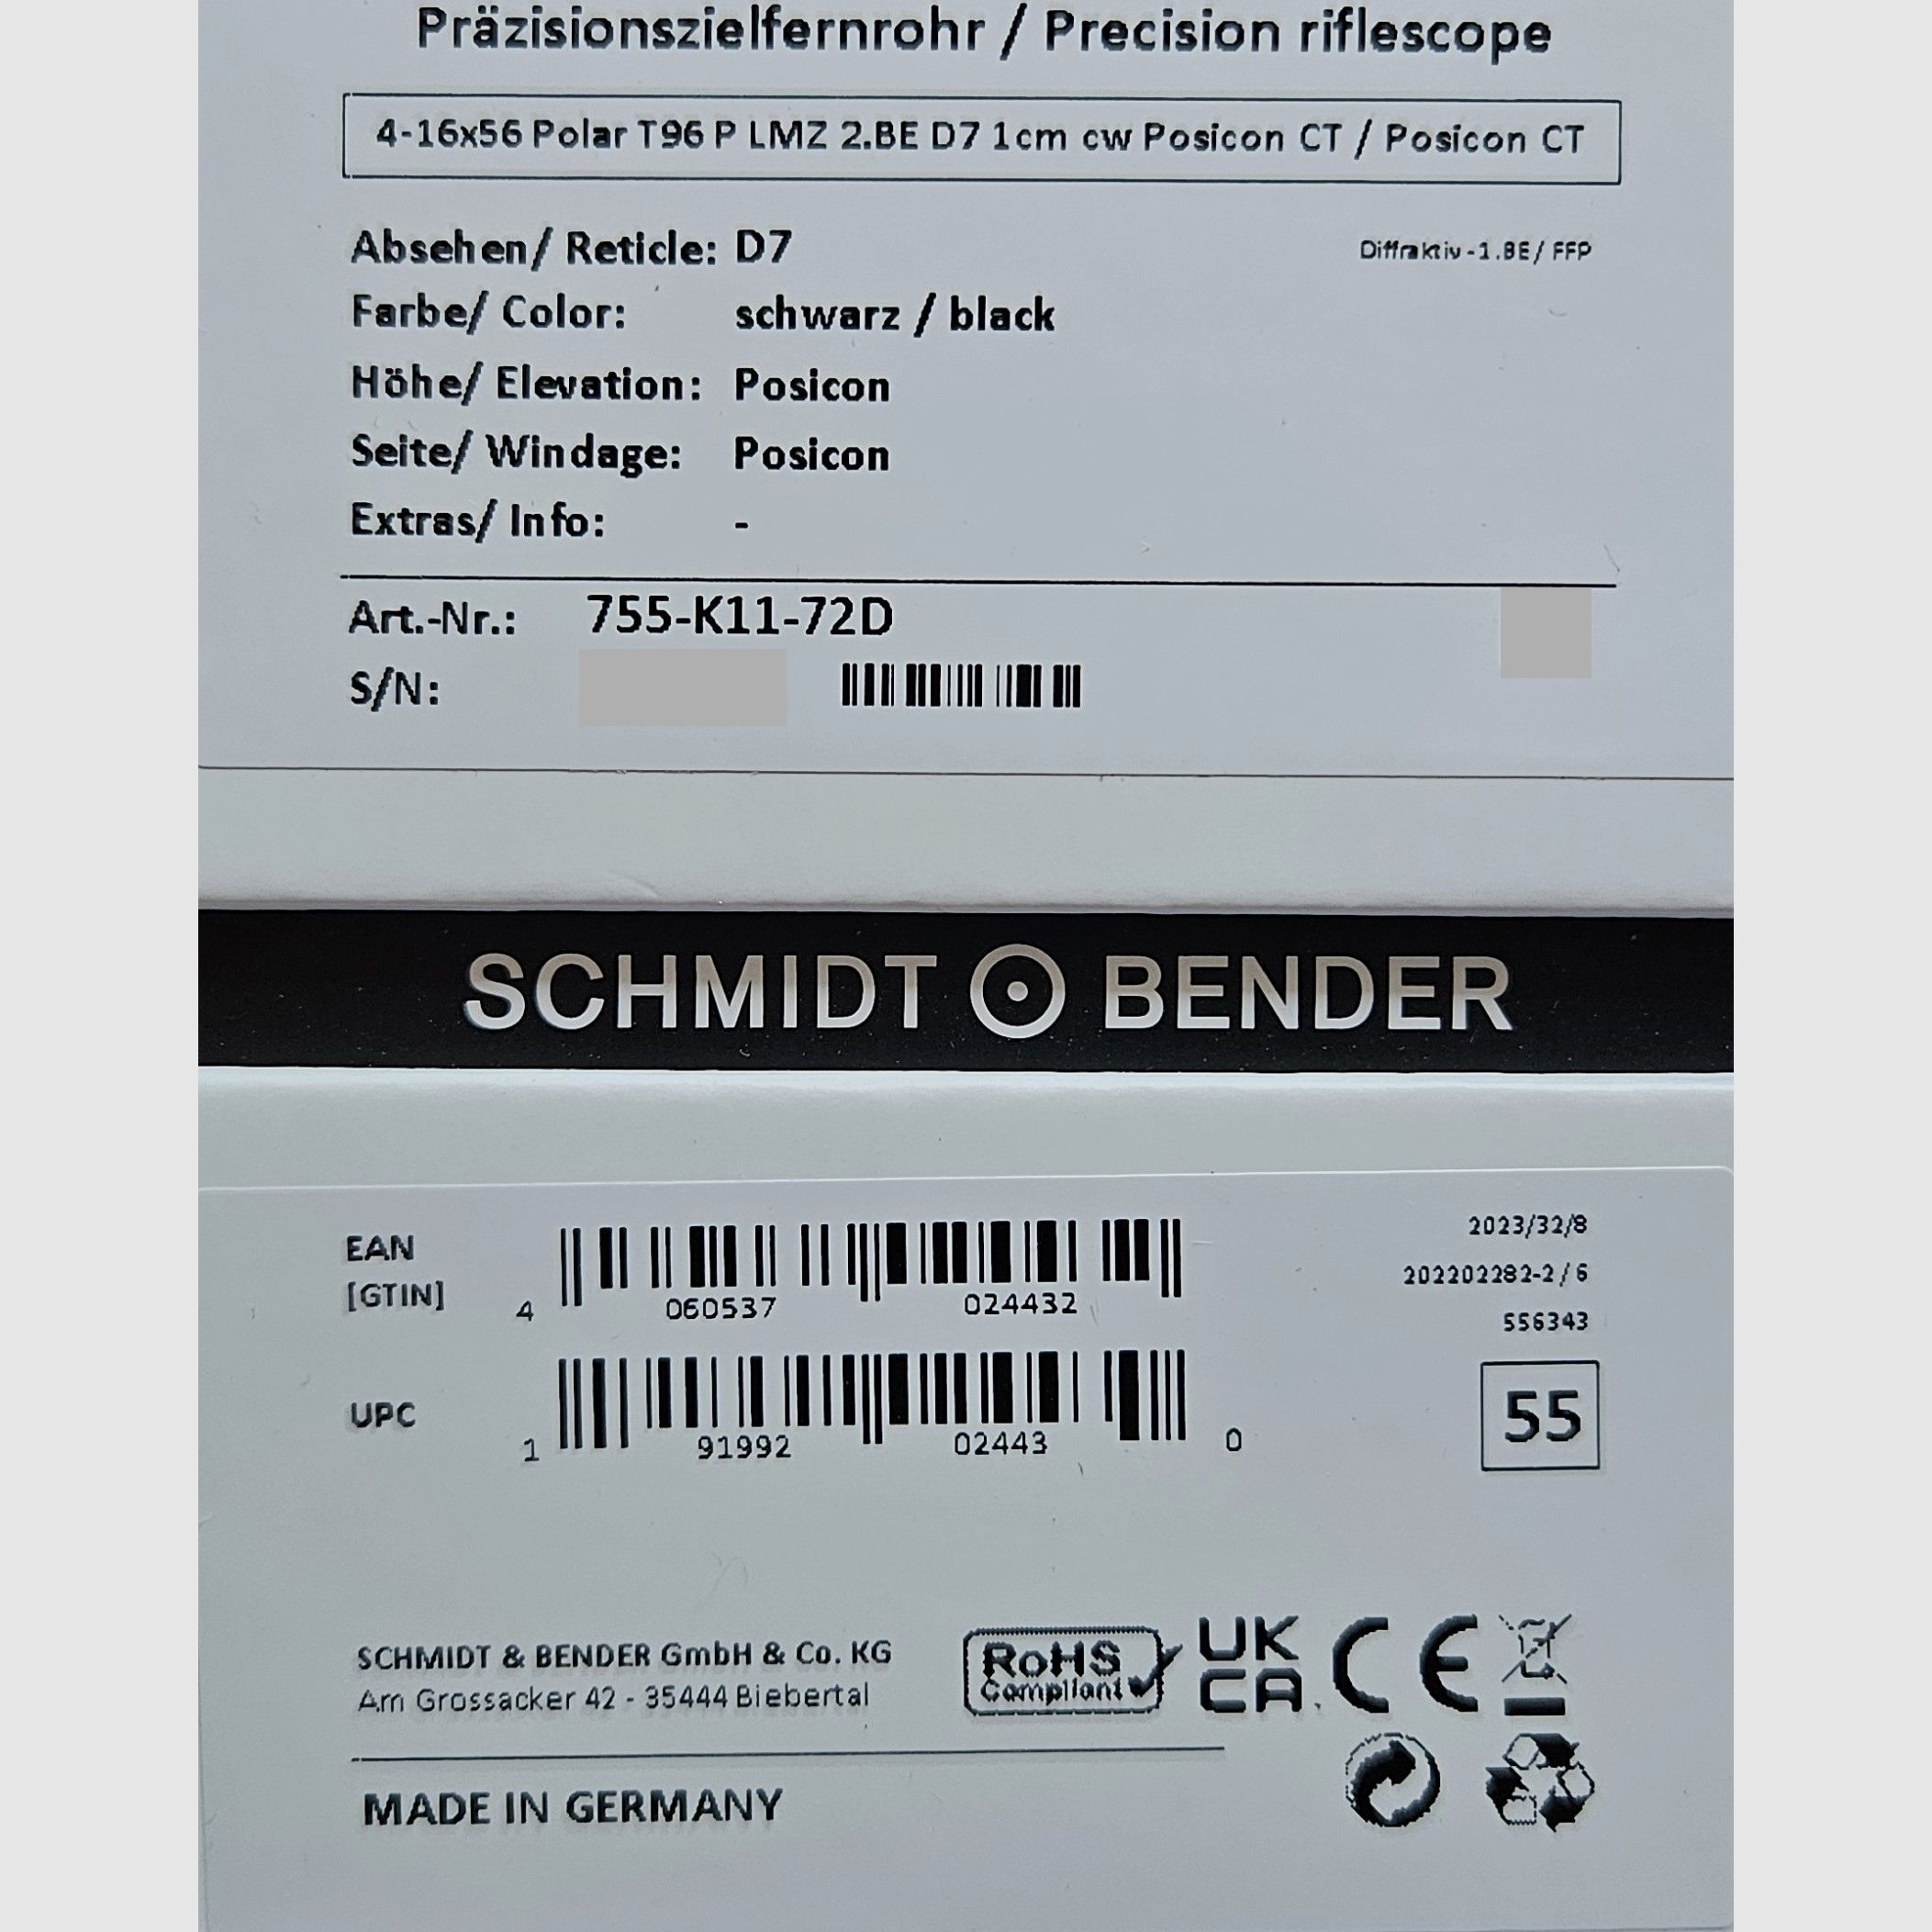 Präzisionszielfernrohr / Precision riflescope
4-16x56 Polar T96 P LMZ 2.BE D7 1cm cw Posicon CT / Posicon CT
Absehen/ Reticle: D7 Diffraktiv-1.BE/ FFP
Farbe/ Color: schwarz / black
Höhe/ Elevation: Posicon
Seite/ Windage: Posicon
Extras/ Info: -
Art.-Nr.: 755-K11-72D
S/N:
SCHMIDT BENDER
2023/32/8
EAN
[GTIN]
4 060537 024432
202202282-2/6
556343
UPC
1 91992 02443 0
55
SCHMIDT & BENDER GmbH & Co. KG
Am Grossacker 42 - 35444 Biebertal
RoHS
Compliant
UK
CA
CE
MADE IN GERMANY